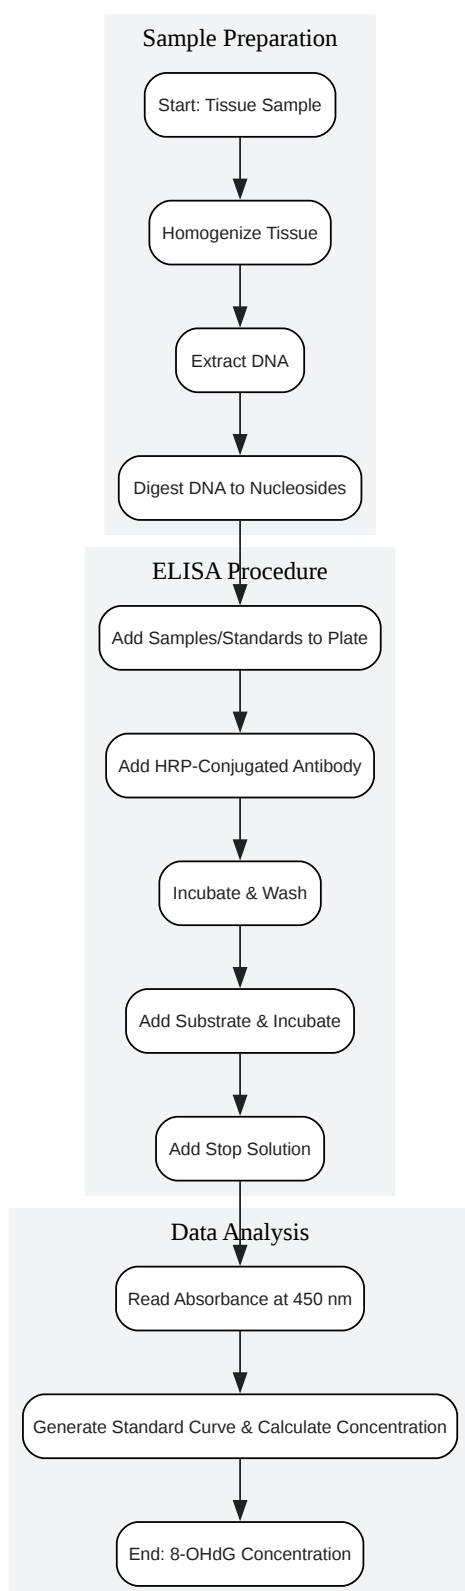 Sample Preparation
Start: Tissue Sample
Homogenize Tissue
Extract DNA
Digest DNA to Nucleosides
ELISA Procedure
Add Samples/Standards to Plate
Add HRP-Conjugated Antibody
Incubate & Wash
Add Substrate & Incubate
Add Stop Solution
Data Analysis
Read Absorbance at 450 nm
Generate Standard Curve & Calculate Concentration
End: 8-OHdG Concentration